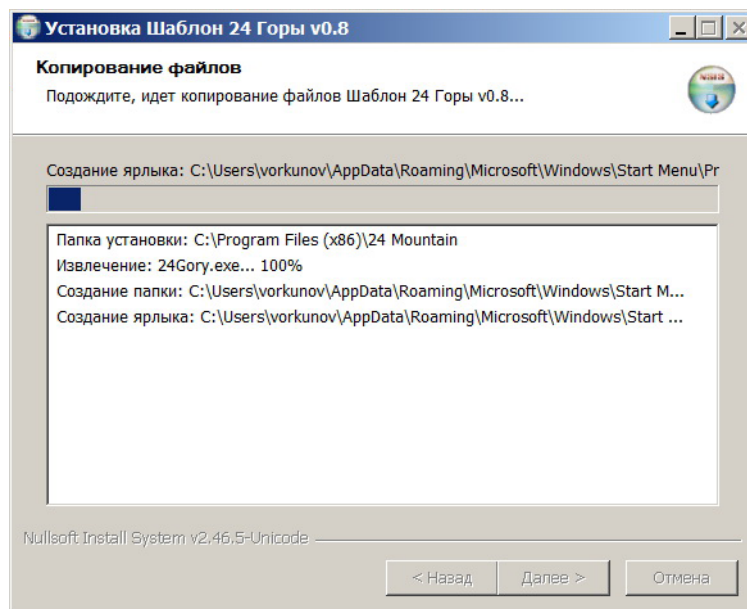 Установка Шаблон 24 Горы v0.8
Копирование файлов
Подождите, идет копирование файлов Шаблон 24 Горы v0.8...
Создание ярлыка: C:\Users\vorkunov\AppData\Roaming\Microsoft\Windows\Start Menu\Pr
Папка установки: C:\Program Files (x86)\24 Mountain
Извлечение: 24Gory.exe... 100%
Создание папки: C:\Users\vorkunov\AppData\Roaming\Microsoft\Windows\Start M...
Создание ярлыка: C:\Users\vorkunov\AppData\Roaming\Microsoft\Windows\Start ...
Nullsoft Install System v2.46.5-Unicode
< Назад
Далее >
Отмена